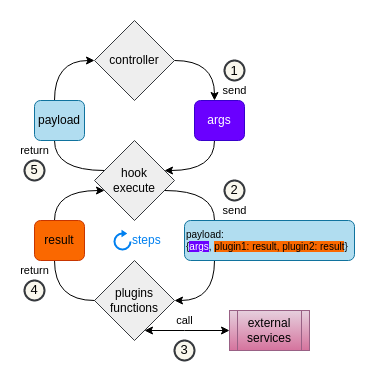 controller
1
send
payload
args
return
5
hook
execute
2
send
result
steps
payload:
{args, plugin1: result, plugin2: result}
return
4
plugins
functions
call
3
external
services